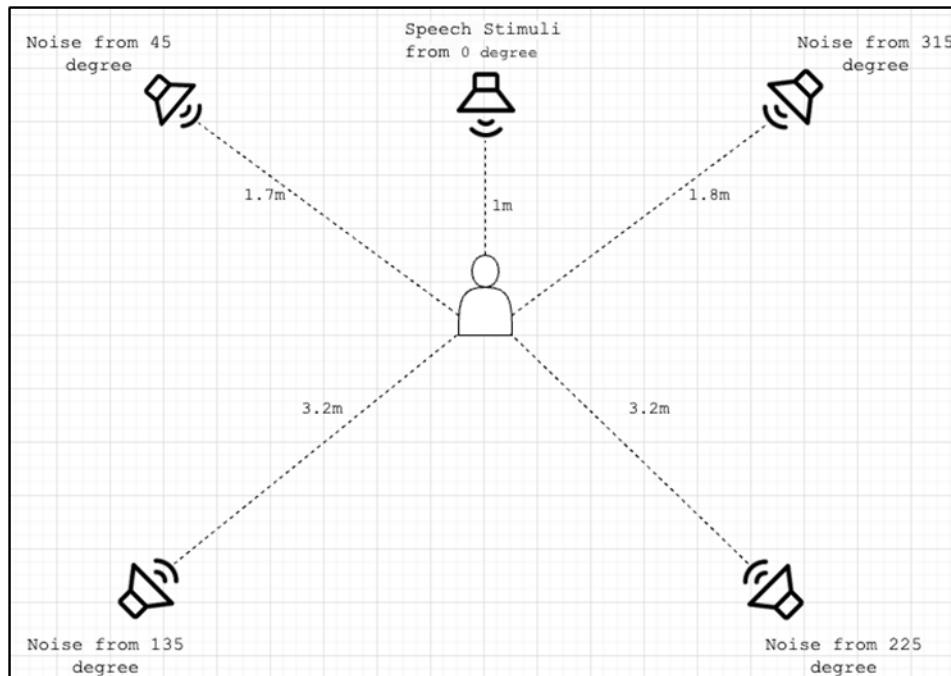 Speech Stimuli
from 0 degree
Noise from 45
degree
Noise from 315
degree
1.7m
1m
1.8m
3.2m
3.2m
Noise from 135
degree
Noise from 225
degree